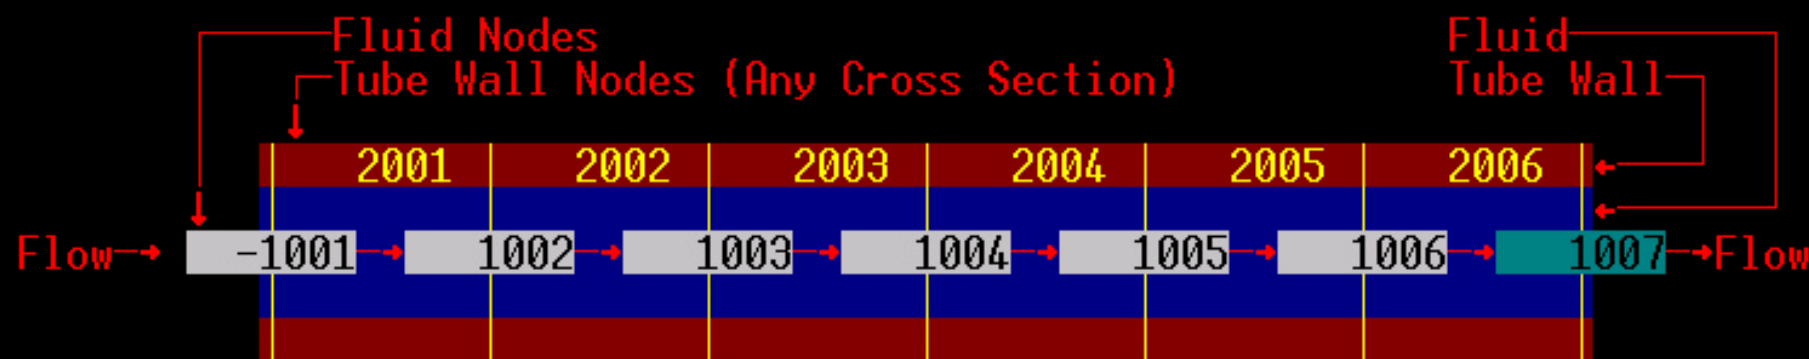 Fluid Nodes Fluid
Tube Wall Nodes (Any Cross Section) Tube Wall
2001 2002 2003 2004 2005 2006
Flow -1001 1002 1003 1004 1005 1006 1007 Flow